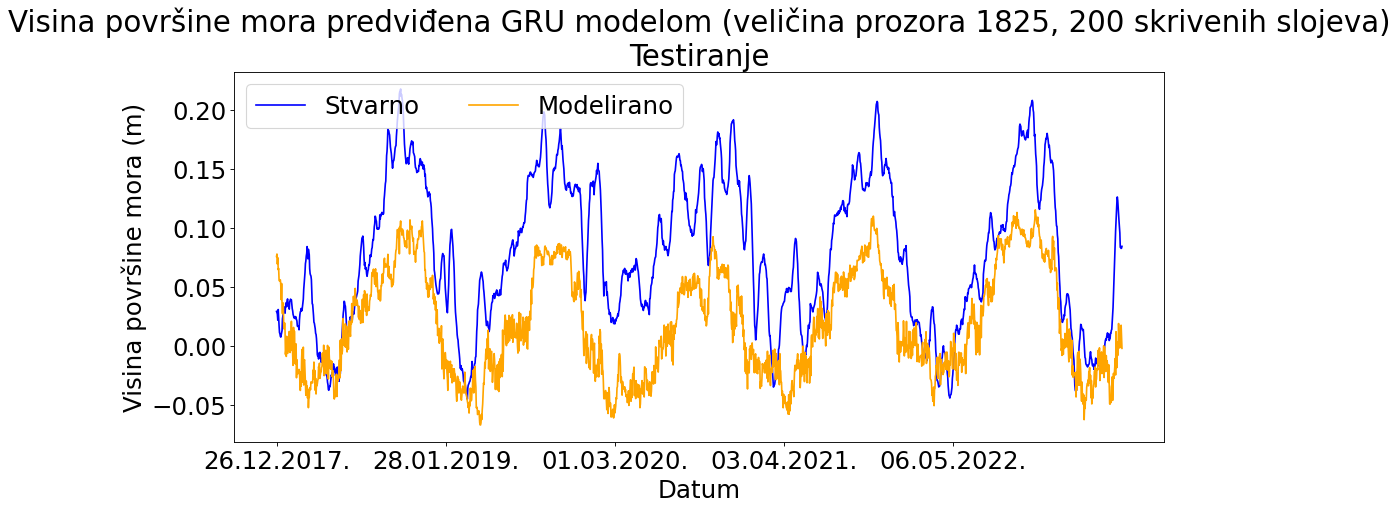 Visina površine mora predviđena GRU modelom (veličina prozora 1825, 200 skrivenih slojeva)
Testiranje
Stvarno Modelirano
Visina površine mora (m)
0.20
0.15
0.10
0.05
0.00
−0.05
26.12.2017. 28.01.2019. 01.03.2020. 03.04.2021. 06.05.2022.
Datum